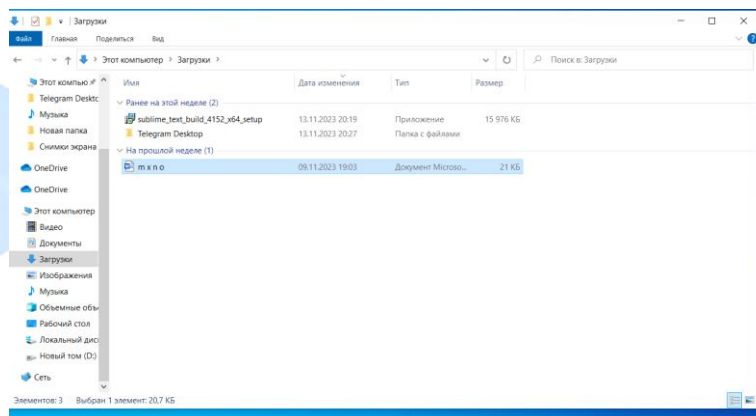 Загрузки
Файл Главная Поделиться Вид
Этот компьютер > Загрузки >
Поиск в: Загрузки
Имя Дата изменения Тип Размер
Ранее на этой неделе (2)
sublime_text_build_4152_x64_setup 13.11.2023 20:19 Приложение 15 976 КБ
Telegram Desktop 13.11.2023 20:27 Папка с файлами
На прошлой неделе (1)
m x n o 09.11.2023 19:03 Документ Microso... 21 КБ
Этот компью
Telegram Deskto
Музыка
Новая папка
Снимки экрана
OneDrive
OneDrive
Этот компьютер
Видео
Документы
Загрузки
Изображения
Музыка
Объемные объе
Рабочий стол
Локальный диск
Новый том (D:)
Сеть
Элементов: 3 Выбран 1 элемент: 20,7 КБ